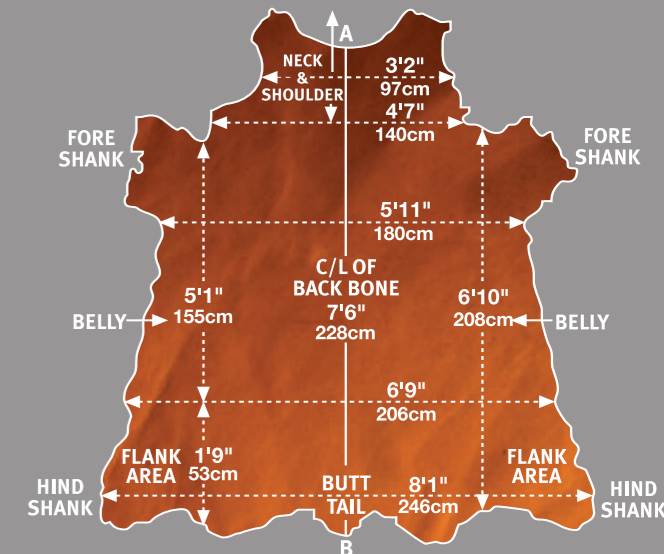 A
NECK
&
SHOULDER
3'2"
97cm
4'7"
140cm
FORE
SHANK
FORE
SHANK
5'11"
180cm
C/L OF
BACK BONE
7'6"
228cm
5'1"
155cm
6'10"
208cm
BELLY
BELLY
6'9"
206cm
FLANK
AREA
1'9"
53cm
FLANK
AREA
HIND
SHANK
BUTT
TAIL
8'1"
246cm
HIND
SHANK
B